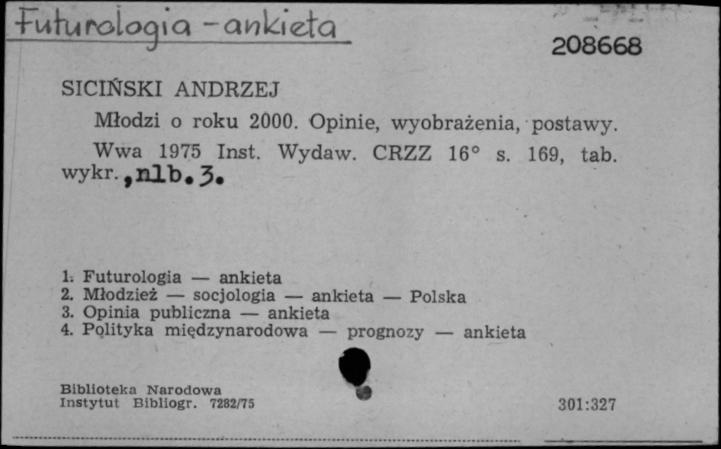 Futurologia - ankieta
208668
SICIŃSKI ANDRZEJ
Młodzi o roku 2000. Opinie, wyobrażenia, postawy.
Wwa 1975 Inst. Wydaw. CRZZ 16° s. 169, tab.
wykr., nlb. 3.
1. Futurologia — ankieta
2. Młodzież — socjologia — ankieta — Polska
3. Opinia publiczna — ankieta
4. Polityka międzynarodowa — prognozy — ankieta
Biblioteka Narodowa
Instytut Bibliogr. 7282/75
301:327